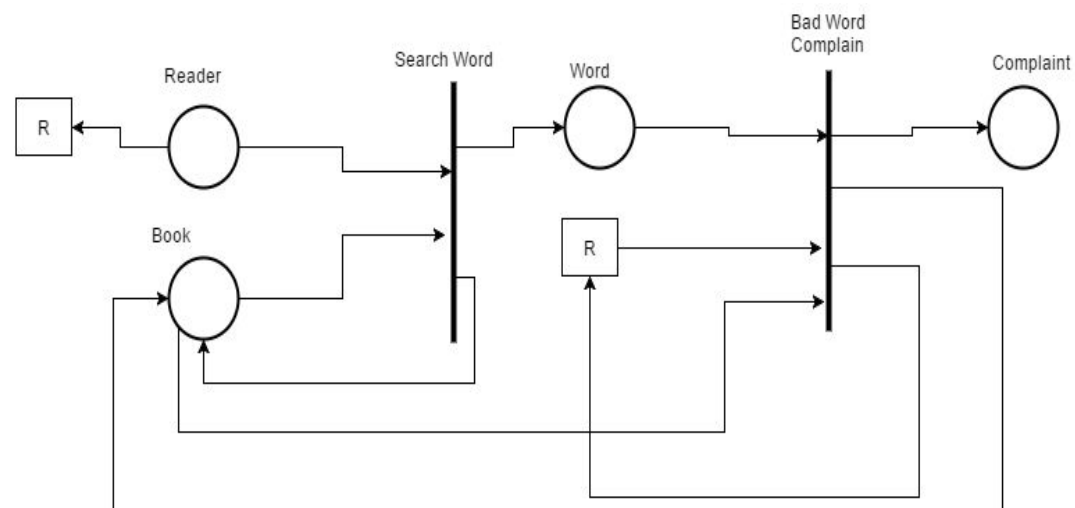 Bad Word
Complain
Search Word
Word
Complaint
Reader
R
Book
R